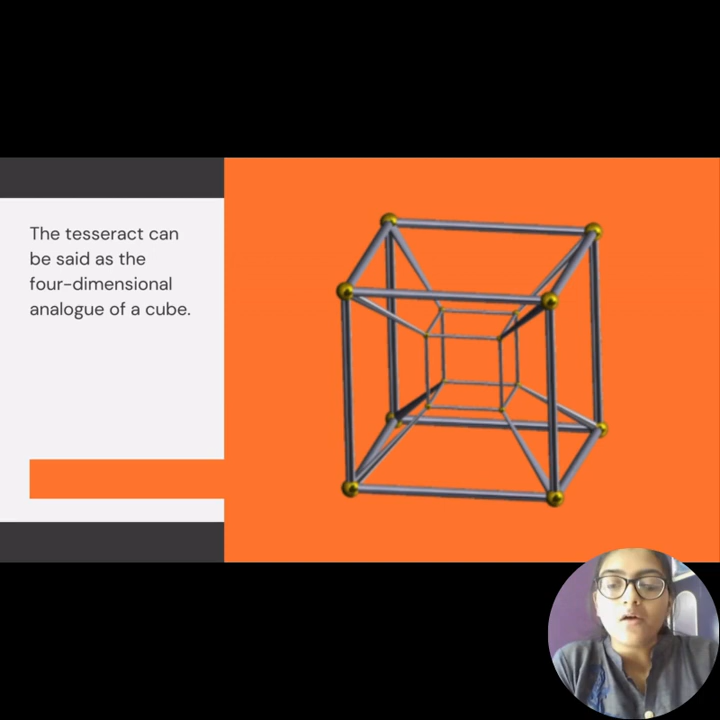 The tesseract can
be said as the
four-dimensional
analogue of a cube.